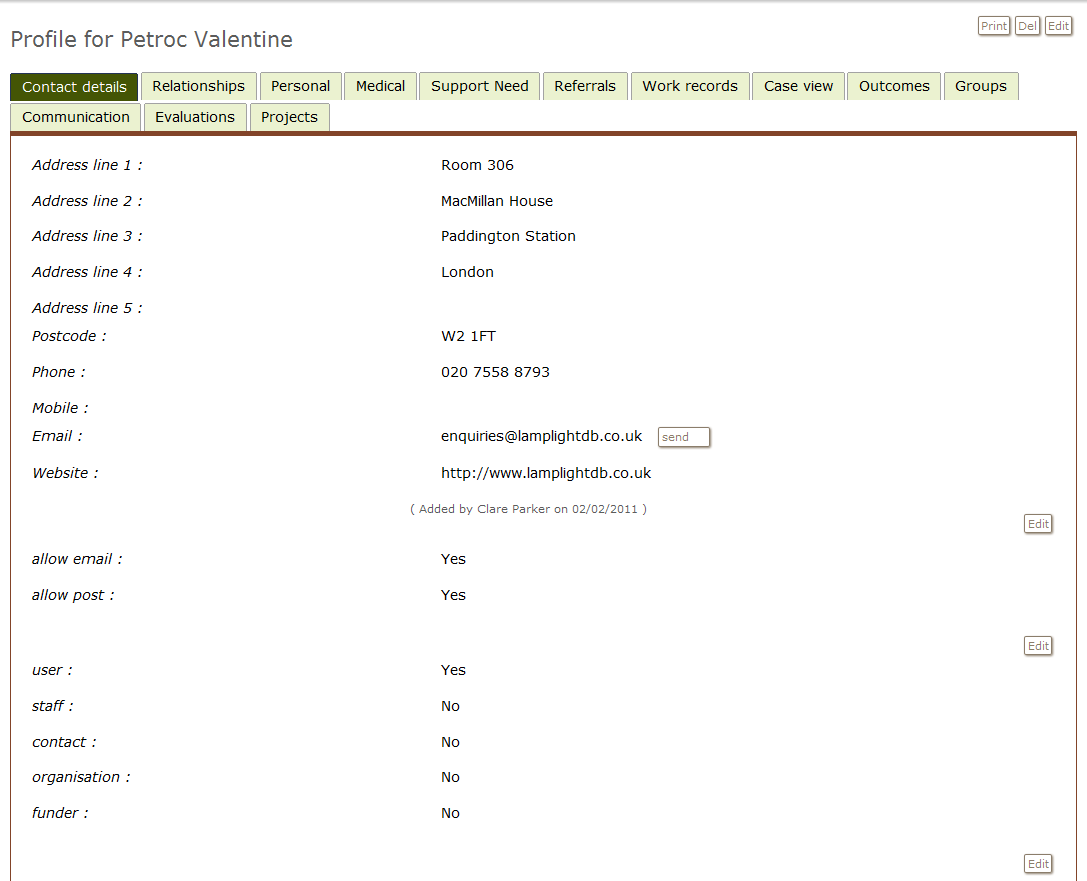 Print Del Edit
Profile for Petroc Valentine
Contact details Relationships Personal Medical Support Need Referrals Work records Case view Outcomes Groups
Communication Evaluations Projects
Address line 1 : Room 306
Address line 2 : MacMillan House
Address line 3 : Paddington Station
Address line 4 : London
Address line 5 :
Postcode : W2 1FT
Phone : 020 7558 8793
Mobile :
Email : enquiries@lamplightdb.co.uk send
Website : http://www.lamplightdb.co.uk
( Added by Clare Parker on 02/02/2011 )
Edit
allow email : Yes
allow post : Yes
Edit
user : Yes
staff : No
contact : No
organisation : No
funder : No
Edit